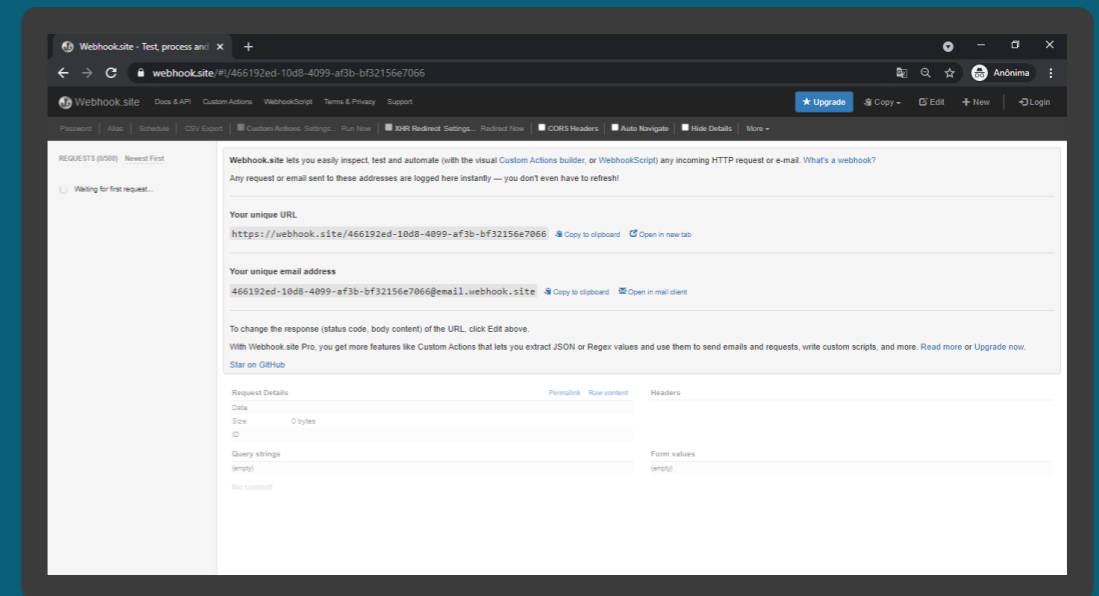 Webhook.site - Test, process and
webhook.site/#!/466192ed-10d8-4099-af3b-bf32156e7066
Anônima
Webhook.site Docs & API Custom Actions WebhookScript Terms & Privacy Support
Upgrade Copy Edit New Login
Password Alias Schedule CSV Export Custom Actions Settings... Run Now XHR Redirect Settings... Redirect Now CORS Headers Auto Navigate Hide Details More
REQUESTS (0/500) Newest First
Waiting for first request...
Webhook.site lets you easily inspect, test and automate (with the visual Custom Actions builder, or WebhookScript) any incoming HTTP request or e-mail. What's a webhook?
Any request or email sent to these addresses are logged here instantly — you don't even have to refresh!
Your unique URL
https://webhook.site/466192ed-10d8-4099-af3b-bf32156e7066 Copy to clipboard Open in new tab
Your unique email address
466192ed-10d8-4099-af3b-bf32156e7066@email.webhook.site Copy to clipboard Open in mail client
To change the response (status code, body content) of the URL, click Edit above.
With Webhook.site Pro, you get more features like Custom Actions that lets you extract JSON or Regex values and use them to send emails and requests, write custom scripts, and more. Read more or Upgrade now.
Star on GitHub
Request Details Permalink Raw content Headers
Date
Size 0 bytes
ID
Query strings Form values
(empty) (empty)
No content